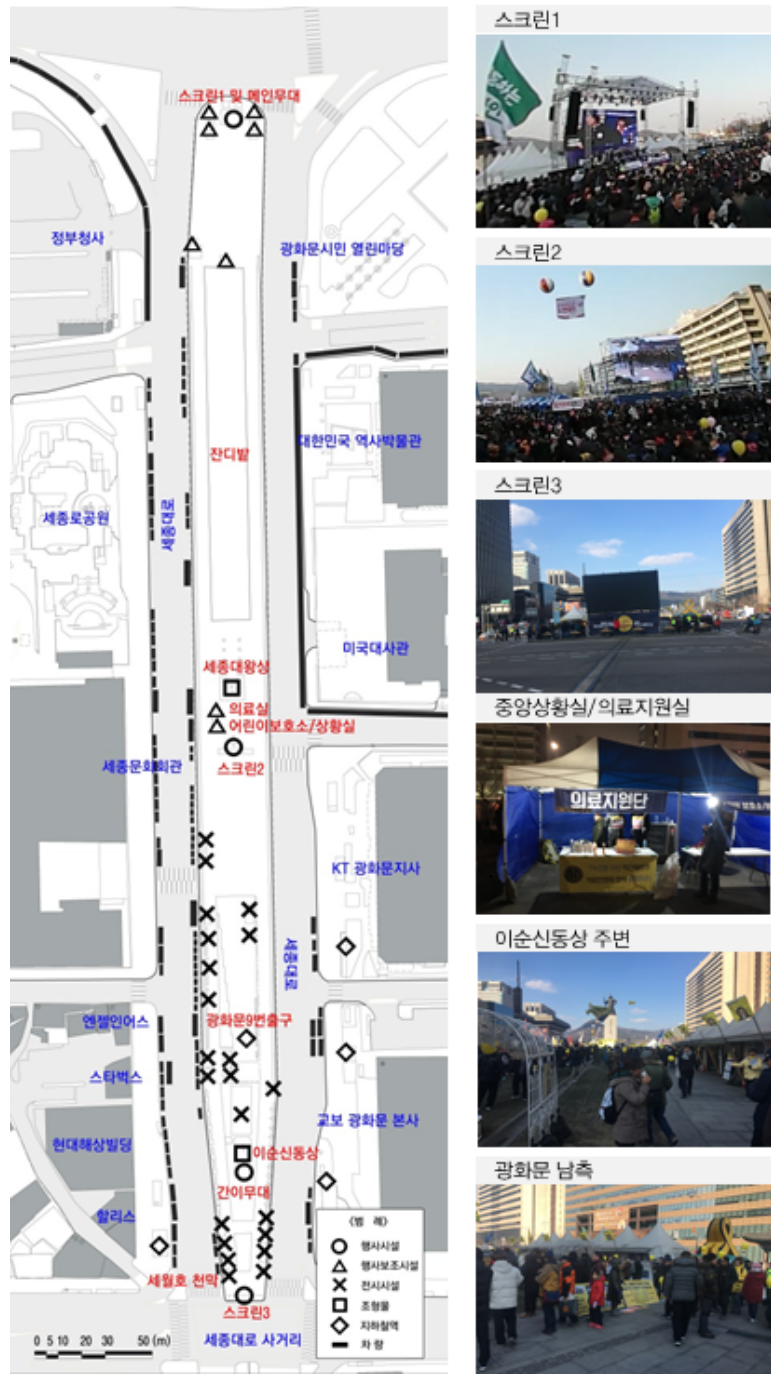 스크린1 및 메인무대
정부청사
광화문시민 열린마당
대한민국 역사박물관
잔디밭
세종로공원
세종대로
미국대사관
세종대왕상
의료실
어린이보호소/상황실
세종문화회관
스크린2
KT 광화문지사
세종대로
엔젤인어스
광화문9번출구
스타벅스
교보 광화문 본사
현대해상빌딩
이순신동상
간이무대
할리스
세월호 천막
스크린3
세종대로 사거리
0 5 10 20 30 50 (m)
<범 례>
행사시설
행사보조시설
전시시설
조형물
지하철역
차 량
스크린1
스크린2
스크린3
중앙상황실/의료지원실
의료지원단
이순신동상 주변
광화문 남측